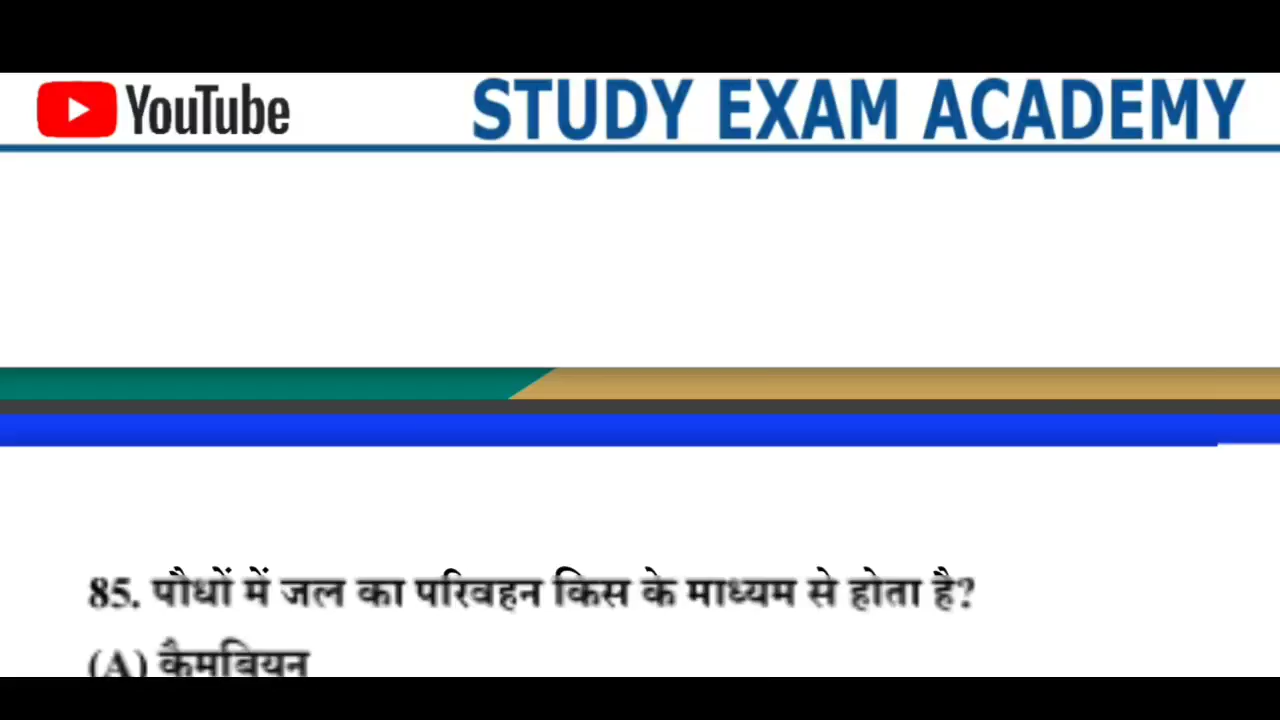 YouTube STUDY EXAM ACADEMY
85. पौधों में जल का परिवहन किस के माध्यम से होता है?
(A) कैमबियन